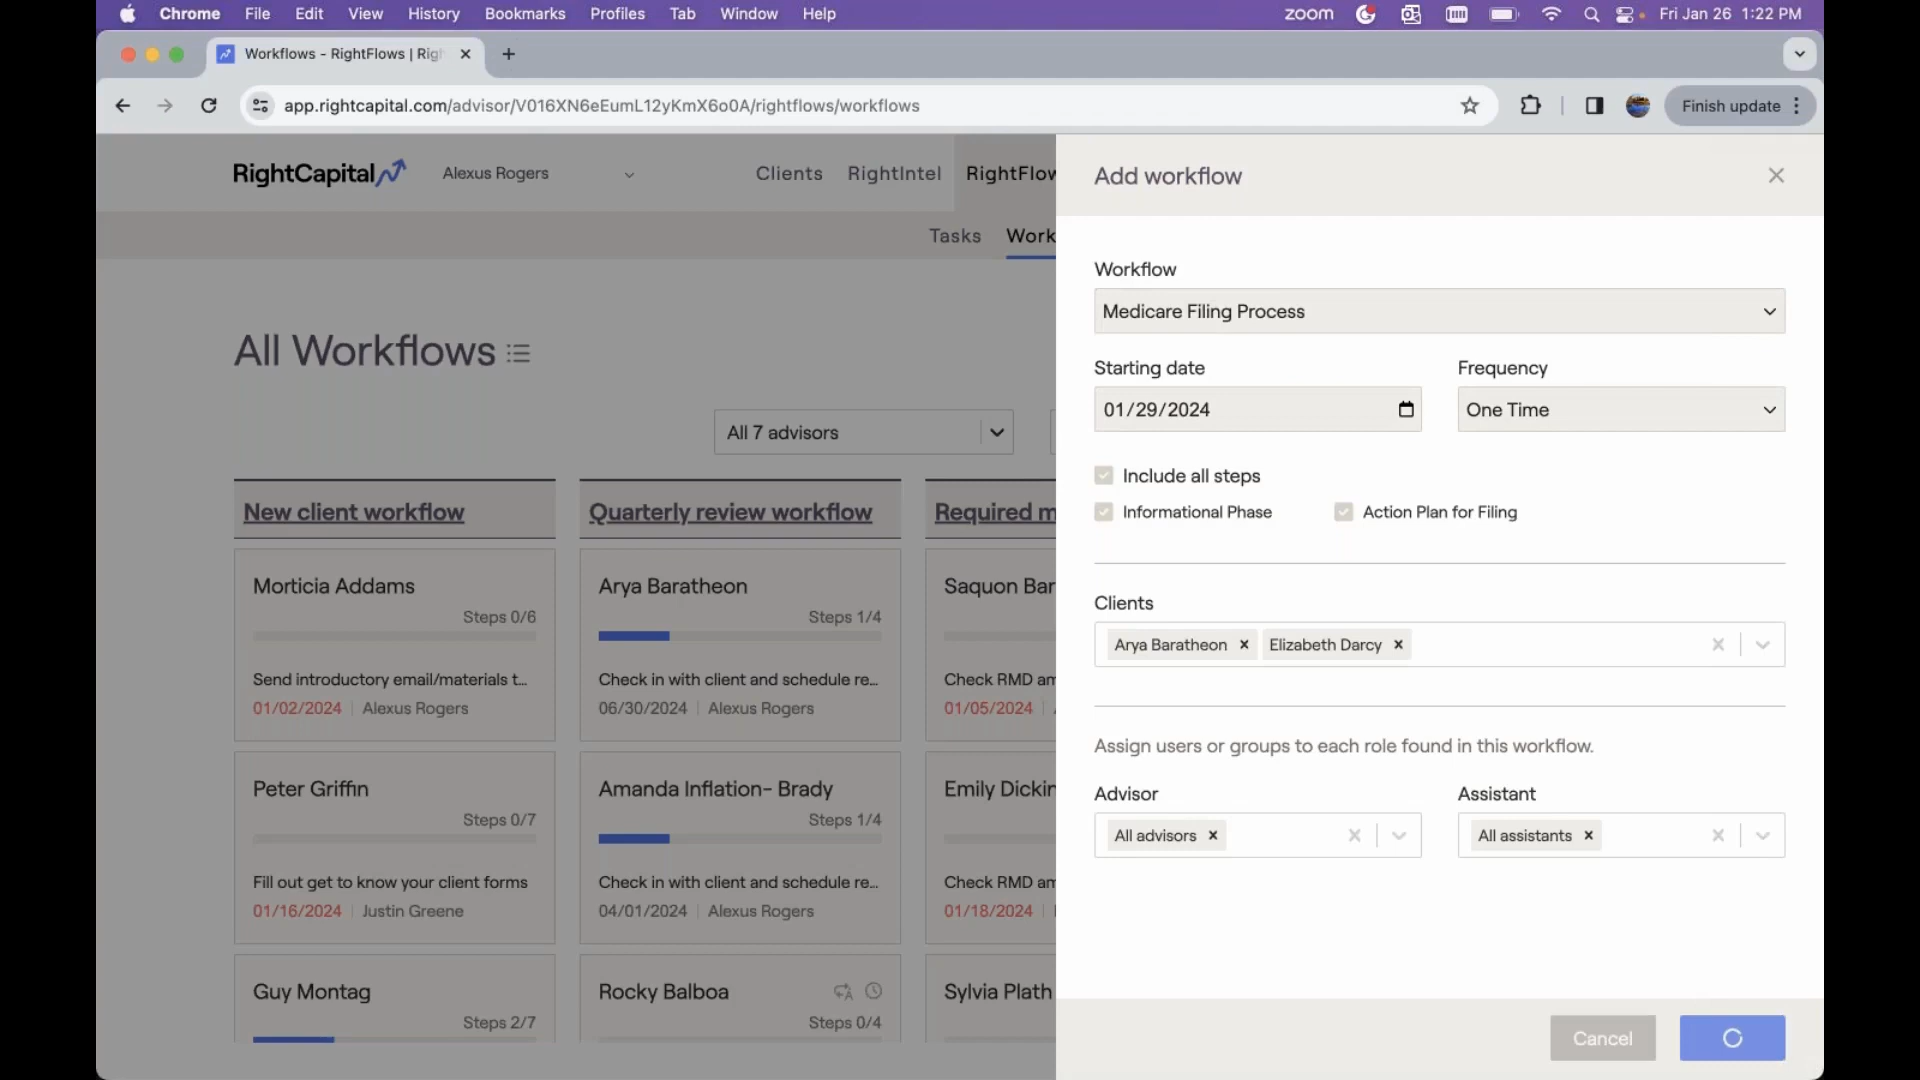 Chrome File Edit View History Bookmarks Profiles Tab Window Help zoom Fri Jan 26 1:22 PM
Workflows - RightFlows | Righ
app.rightcapital.com/advisor/V016XN6eEumL12yKmX6o0A/rightflows/workflows Finish update
RightCapital Alexus Rogers Clients RightIntel RightFlow
Tasks Work
All Workflows
All 7 advisors
New client workflow Quarterly review workflow Required m
Morticia Addams Arya Baratheon Saquon Bar
Steps 0/6 Steps 1/4
Send introductory email/materials t... Check in with client and schedule re... Check RMD am
01/02/2024 Alexus Rogers 06/30/2024 Alexus Rogers 01/05/2024
Peter Griffin Amanda Inflation- Brady Emily Dickin
Steps 0/7 Steps 1/4
Fill out get to know your client forms Check in with client and schedule re... Check RMD am
01/16/2024 Justin Greene 04/01/2024 Alexus Rogers 01/18/2024
Guy Montag Rocky Balboa Sylvia Plath
Steps 2/7 Steps 0/4
Add workflow
Workflow
Medicare Filing Process
Starting date Frequency
01/29/2024 One Time
Include all steps
Informational Phase Action Plan for Filing
Clients
Arya Baratheon Elizabeth Darcy
Assign users or groups to each role found in this workflow.
Advisor Assistant
All advisors All assistants
Cancel